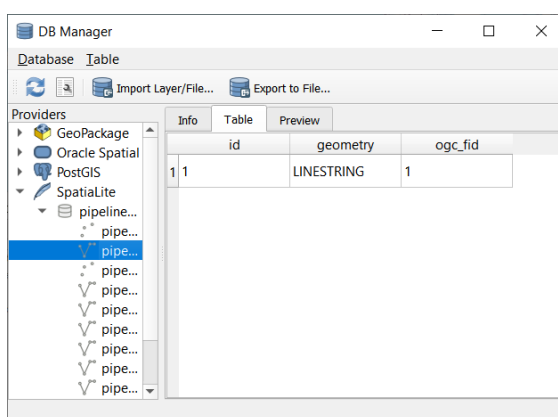 DB Manager
Database Table
Import Layer/File... Export to File...
Providers
GeoPackage
Oracle Spatial
PostGIS
SpatiaLite
pipeline...
pipe...
pipe...
pipe...
pipe...
pipe...
pipe...
pipe...
pipe...
Info Table Preview
id geometry ogc_fid
1 1 LINESTRING 1